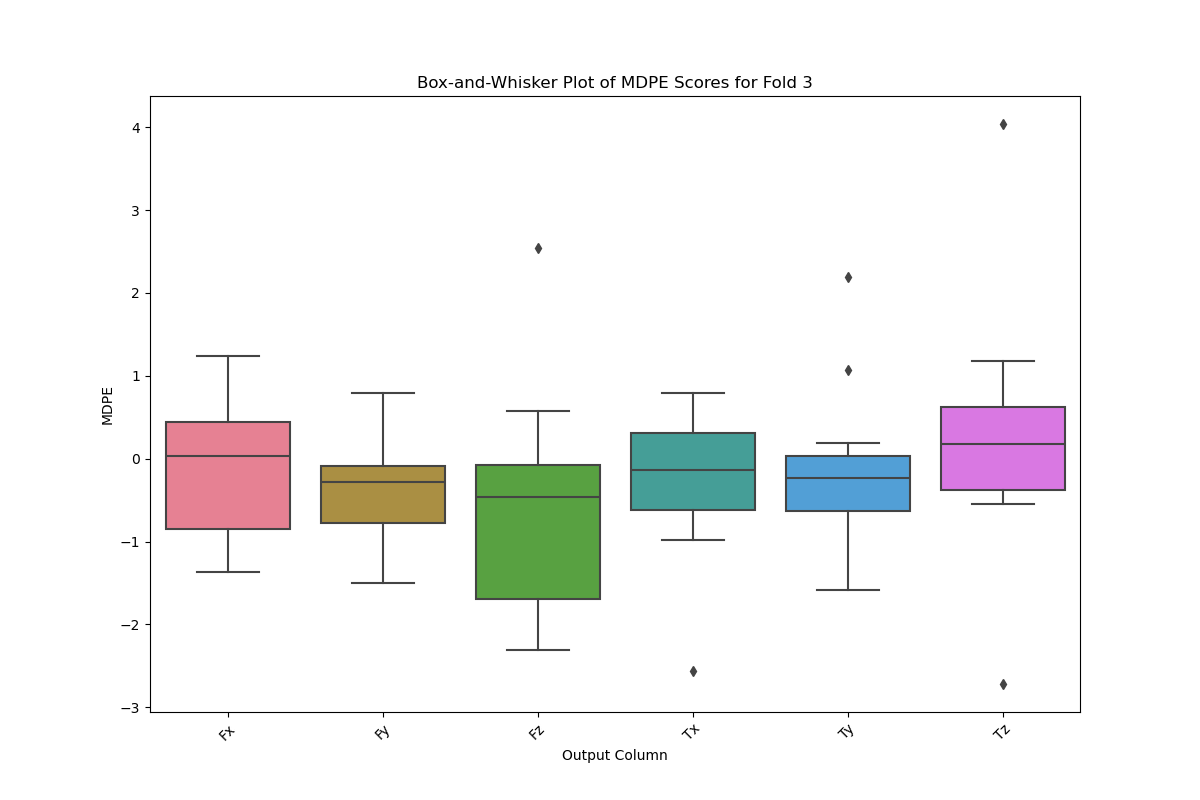 Box-and-Whisker Plot of MDPE Scores for Fold 3
4
3
2
1
0
−1
−2
−3
MDPE
Fx
Fy
Fz
Tx
Ty
Tz
Output Column